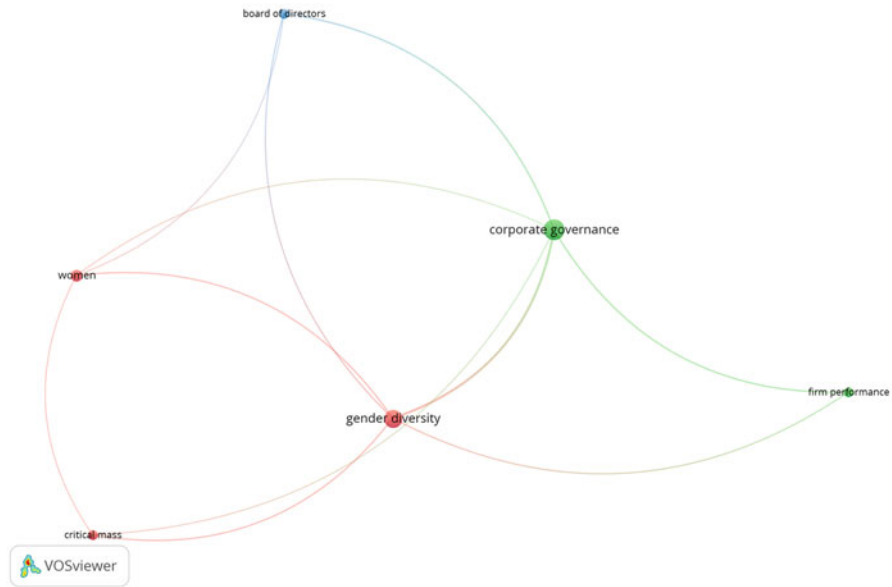 board of directors
corporate governance
women
firm performance
gender diversity
critical mass
VOSviewer